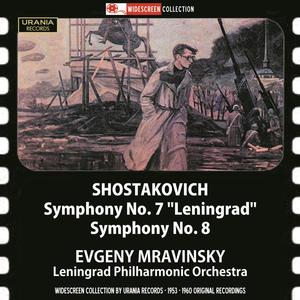 URANIA
RECORDS
WIDESCREEN COLLECTION
SHOSTAKOVICH
Symphony No. 7 "Leningrad"
Symphony No. 8
EVGENY MRAVINSKY
Leningrad Philharmonic Orchestra
WIDESCREEN COLLECTION BY URANIA RECORDS - 1953 - 1960 ORIGINAL RECORDINGS